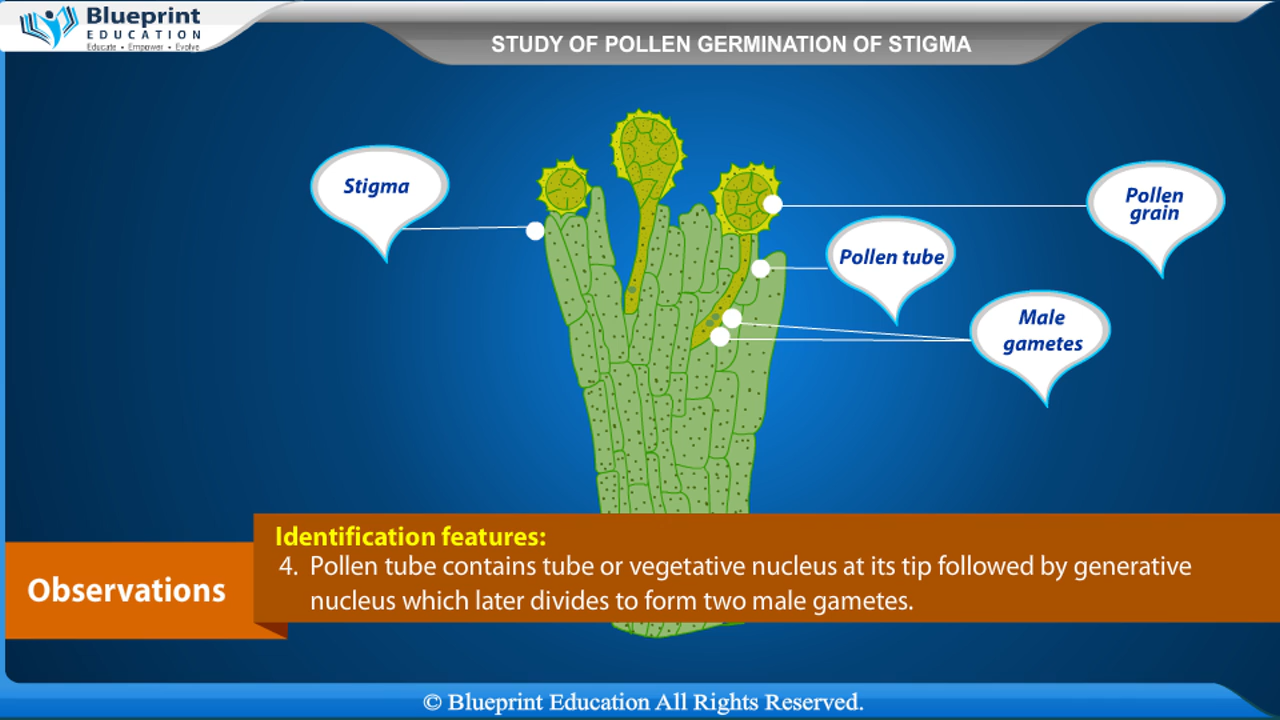 Blueprint
EDUCATION
Educate • Empower • Evolve
STUDY OF POLLEN GERMINATION OF STIGMA
Stigma
Pollen
grain
Pollen tube
Male
gametes
Identification features:
4. Pollen tube contains tube or vegetative nucleus at its tip followed by generative
nucleus which later divides to form two male gametes.
Observations
© Blueprint Education All Rights Reserved.